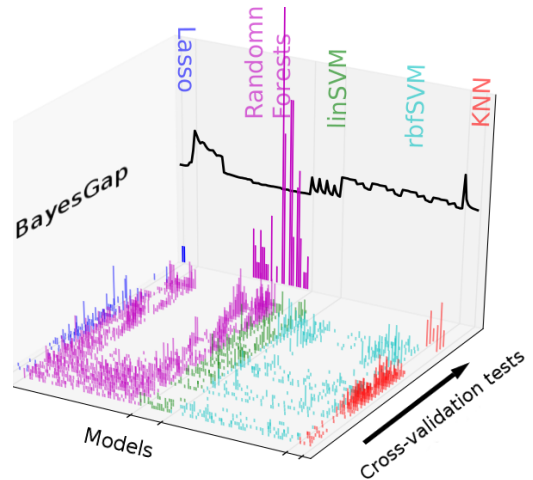 Lasso
Randomn
Forests
linSVM
rbfSVM
KNN
BayesGap
Models
Cross-validation tests